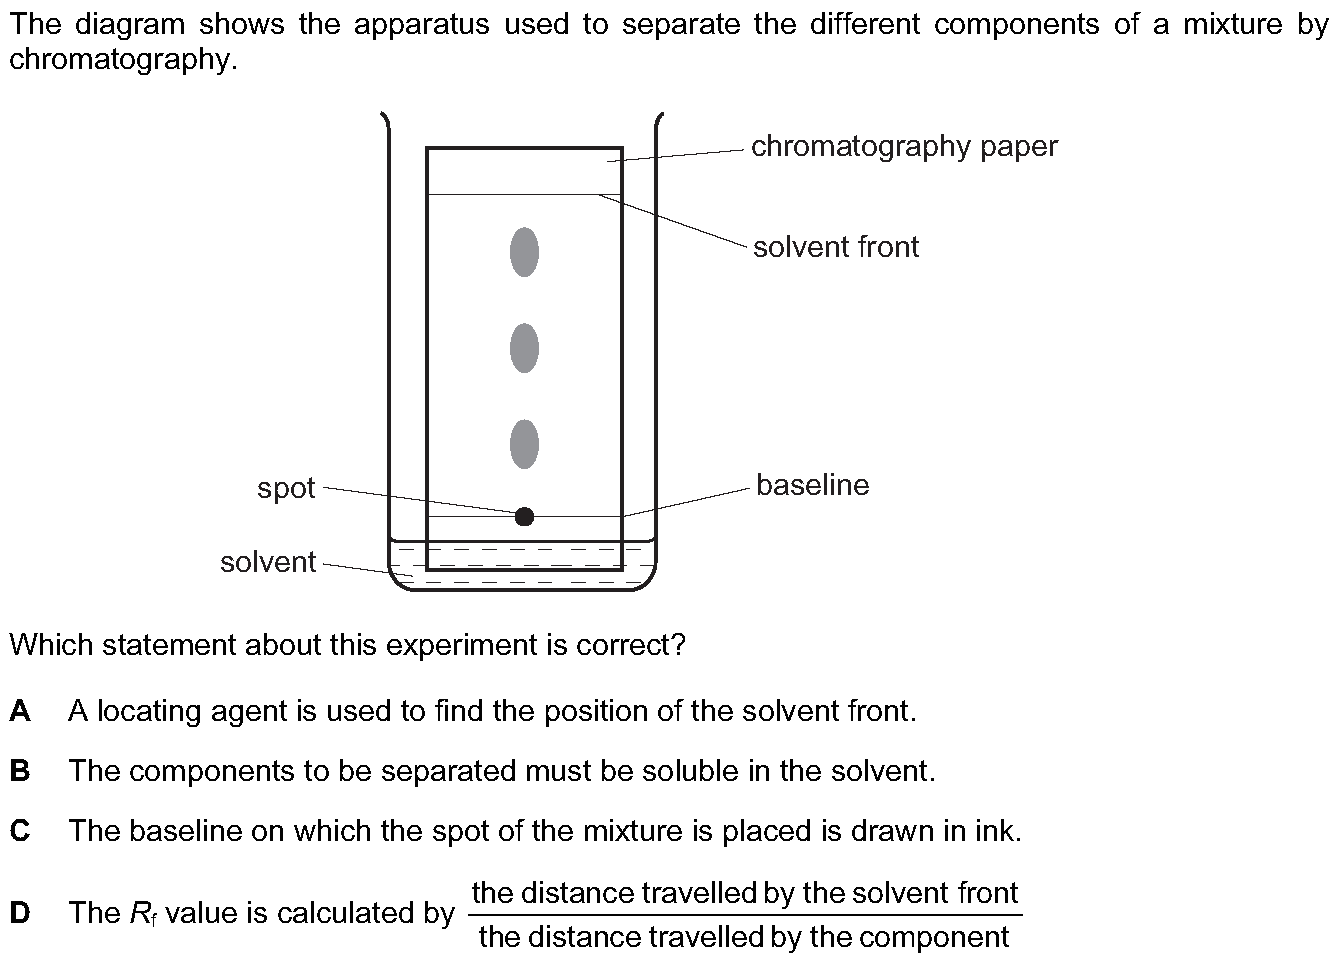 The diagram shows the apparatus used to separate the different components of a mixture by
chromatography.
chromatography paper
solvent front
spot
baseline
solvent
Which statement about this experiment is correct?
A A locating agent is used to find the position of the solvent front.
B The components to be separated must be soluble in the solvent.
C The baseline on which the spot of the mixture is placed is drawn in ink.
the distance travelled by the solvent front
D The Rf value is calculated by
the distance travelled by the component